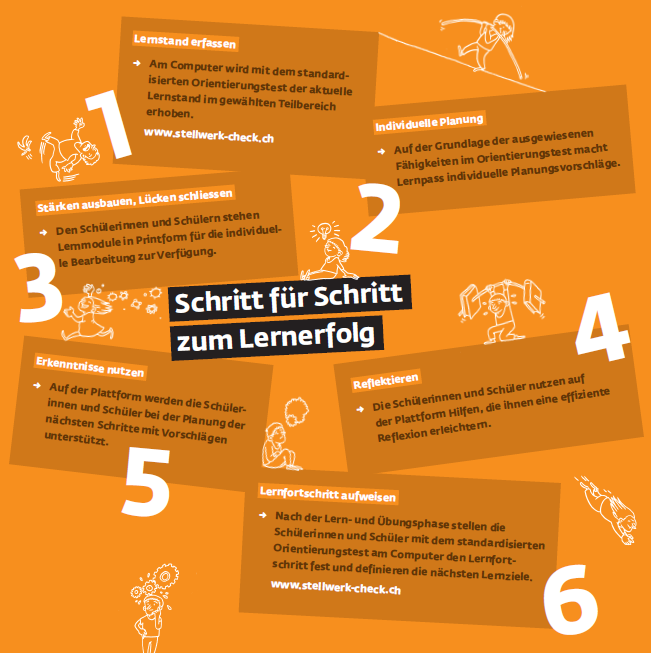 Lernstand erfassen
➜ Am Computer wird mit dem standard-
isierten Orientierungstest der aktuelle
Lernstand im gewählten Teilbereich
erhoben.
www.stellwerk-check.ch
1
Individuelle Planung
➜ Auf der Grundlage der ausgewiesenen
Fähigkeiten im Orientierungstest macht
Lernpass individuelle Planungsvorschläge.
2
Stärken ausbauen, Lücken schliessen
➜ Den Schülerinnen und Schülern stehen
Lernmodule in Printform für die individuel-
le Bearbeitung zur Verfügung.
3
Schritt für Schritt
zum Lernerfolg
4
Reflektieren
➜ Die Schülerinnen und Schüler nutzen auf
der Plattform Hilfen, die ihnen eine effiziente
Reflexion erleichtern.
Erkenntnisse nutzen
➜ Auf der Plattform werden die Schüler-
innen und Schüler bei der Planung der
nächsten Schritte mit Vorschlägen
unterstützt.
5
Lernfortschritt aufweisen
➜ Nach der Lern- und Übungsphase stellen die
Schülerinnen und Schüler mit dem standardisierten
Orientierungstest am Computer den Lernfort-
schritt fest und definieren die nächsten Lernziele.
www.stellwerk-check.ch
6